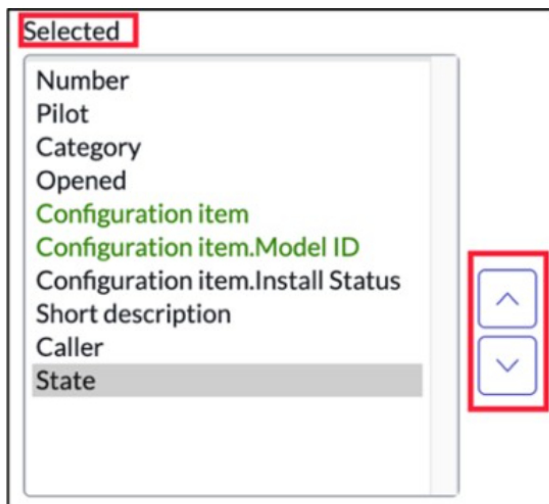 Selected
Number
Pilot
Category
Opened
Configuration item
Configuration item.Model ID
Configuration item.Install Status
Short description
Caller
State